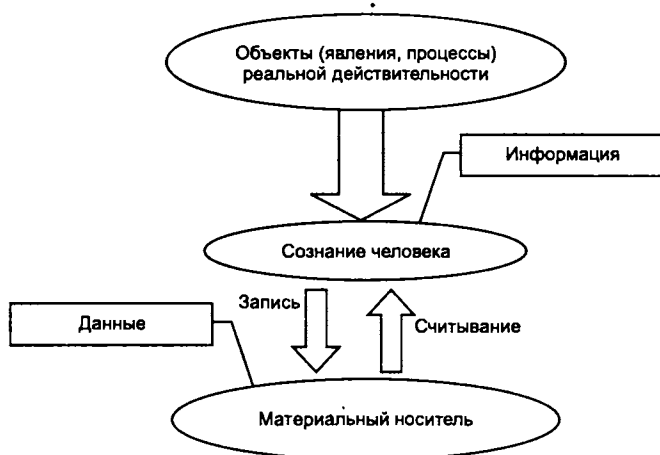 Объекты (явления, процессы)
реальной действительности
Информация
Сознание человека
Запись
Данные
Считывание
Материальный носитель